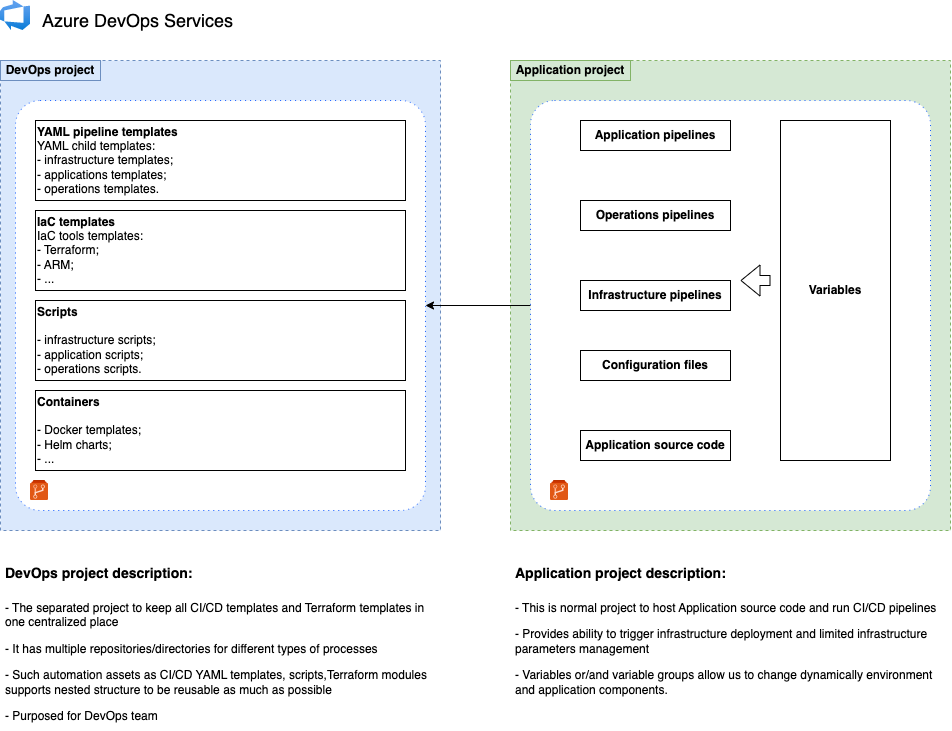 Azure DevOps Services
DevOps project
YAML pipeline templates
YAML child templates:
- infrastructure templates;
- applications templates;
- operations templates.
IaC templates
IaC tools templates:
- Terraform;
- ARM;
- ...
Scripts
- infrastructure scripts;
- application scripts;
- operations scripts.
Containers
- Docker templates;
- Helm charts;
- ...
Application project
Application pipelines
Operations pipelines
Infrastructure pipelines
Configuration files
Application source code
Variables
DevOps project description:
- The separated project to keep all CI/CD templates and Terraform templates in
one centralized place
- It has multiple repositories/directories for different types of processes
- Such automation assets as CI/CD YAML templates, scripts,Terraform modules
supports nested structure to be reusable as much as possible
- Purposed for DevOps team
Application project description:
- This is normal project to host Application source code and run CI/CD pipelines
- Provides ability to trigger infrastructure deployment and limited infrastructure
parameters management
- Variables or/and variable groups allow us to change dynamically environment
and application components.